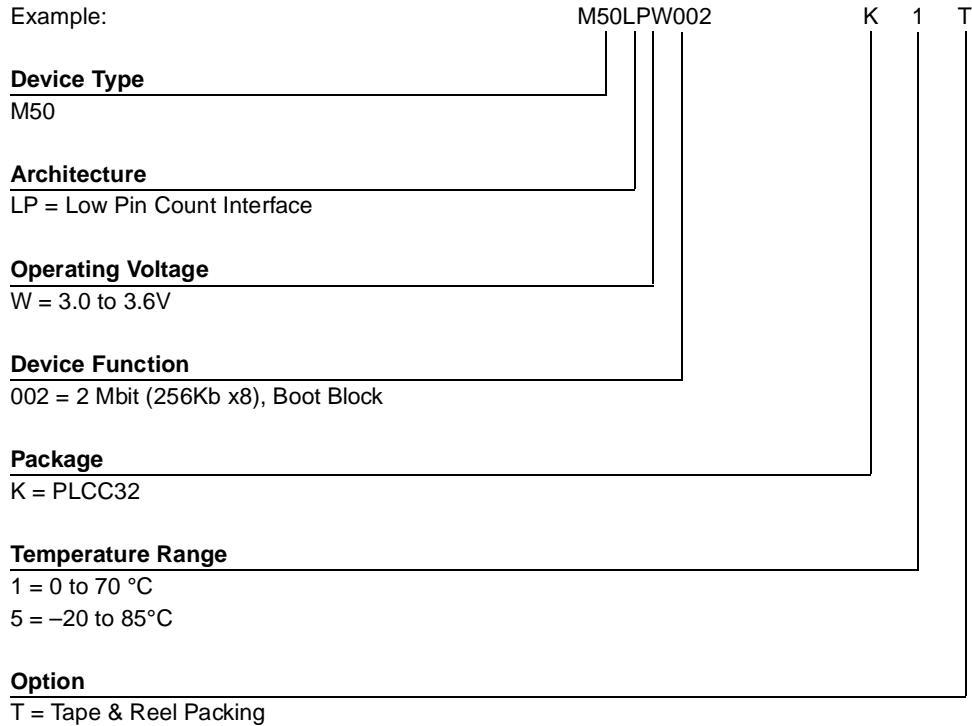 Example: M50LPW002 K 1 T
Device Type
M50
Architecture
LP = Low Pin Count Interface
Operating Voltage
W = 3.0 to 3.6V
Device Function
002 = 2 Mbit (256Kb x8), Boot Block
Package
K = PLCC32
Temperature Range
1 = 0 to 70 °C
5 = –20 to 85°C
Option
T = Tape & Reel Packing